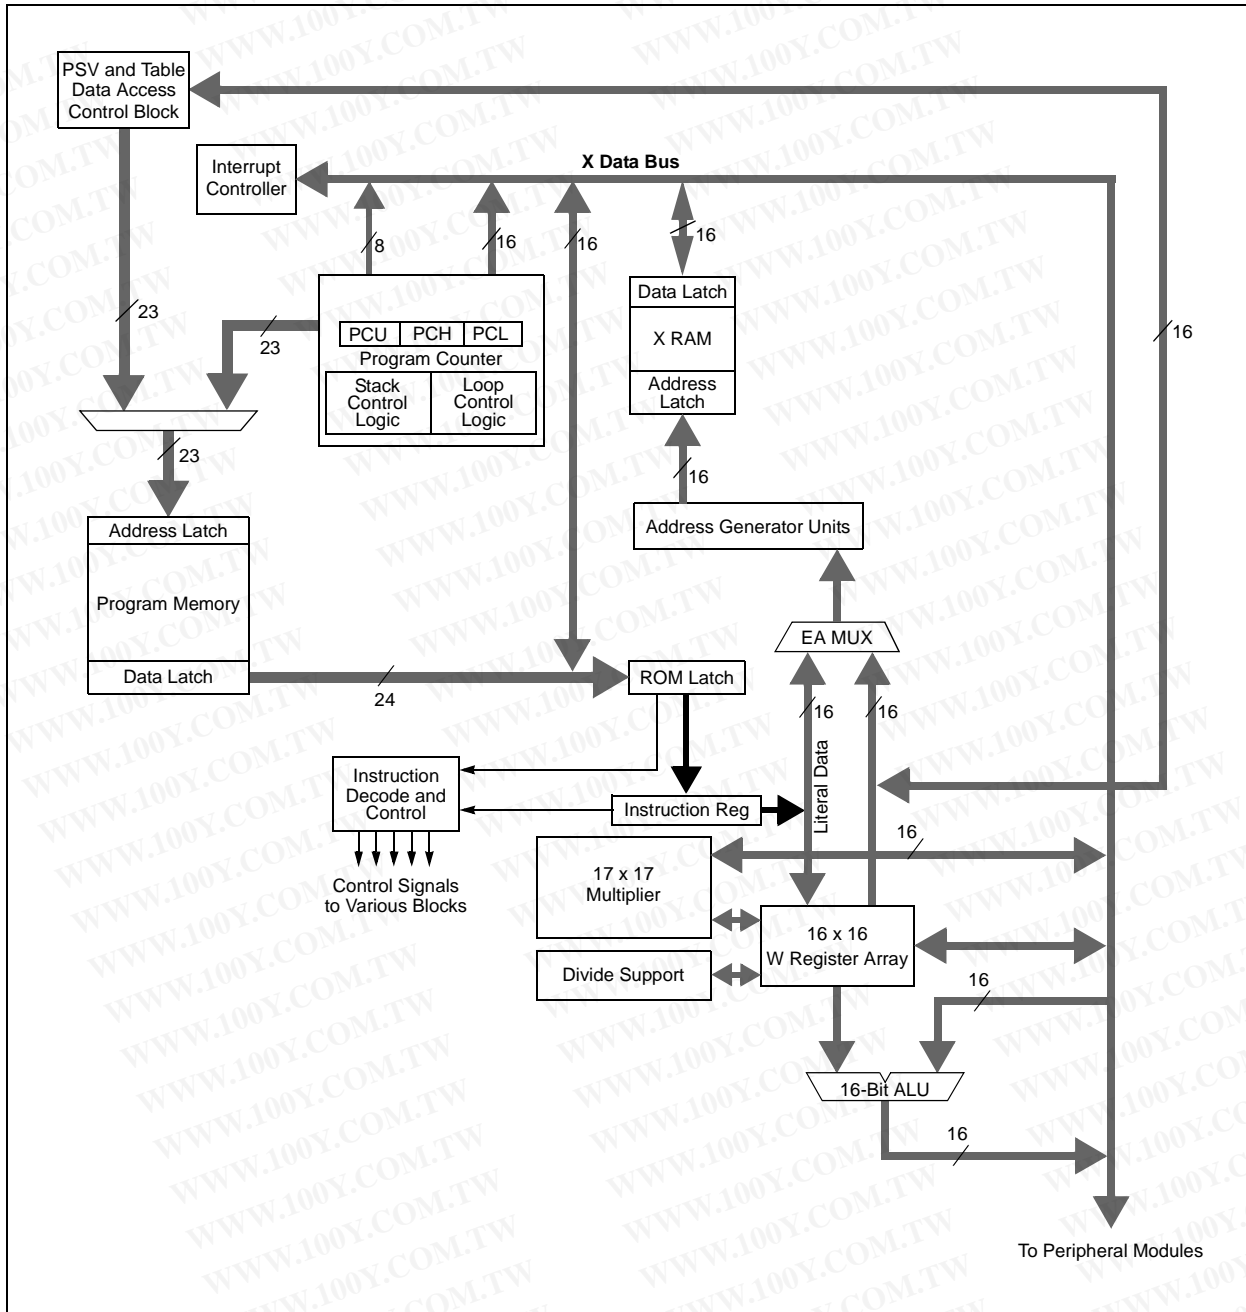 PSV and Table
Data Access
Control Block
Interrupt
Controller
X Data Bus
8
16
16
16
23
23
16
PCU
PCH
PCL
Program Counter
Stack
Control
Logic
Loop
Control
Logic
Data Latch
X RAM
Address
Latch
23
16
Address Latch
Program Memory
Data Latch
Address Generator Units
EA MUX
24
ROM Latch
16
16
Literal Data
Instruction
Decode and
Control
Instruction Reg
Control Signals
to Various Blocks
17 x 17
Multiplier
16
16 x 16
W Register Array
Divide Support
16
16-Bit ALU
16
To Peripheral Modules
WWW.100Y.COM.TW